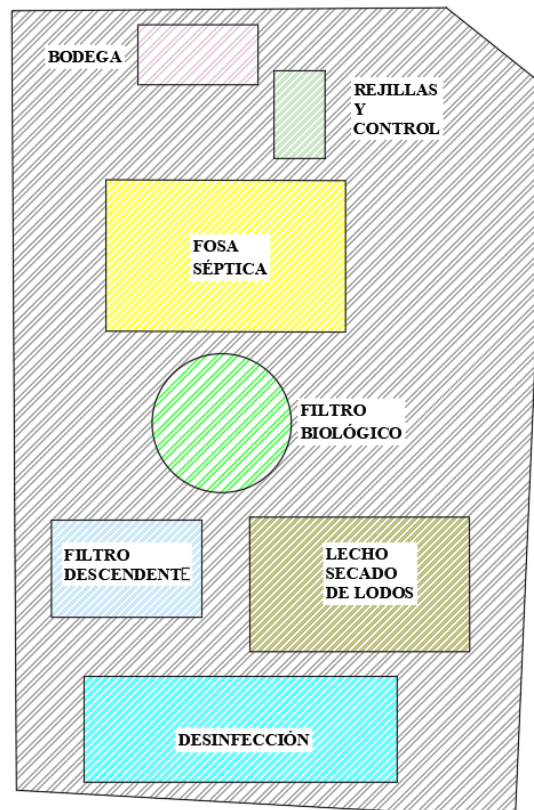 BODEGA
REJILLAS
Y
CONTROL
FOSA
SÉPTICA
FILTRO
BIOLÓGICO
FILTRO
DESCENDENTE
LECHO
SECADO
DE LODOS
DESINFECCIÓN